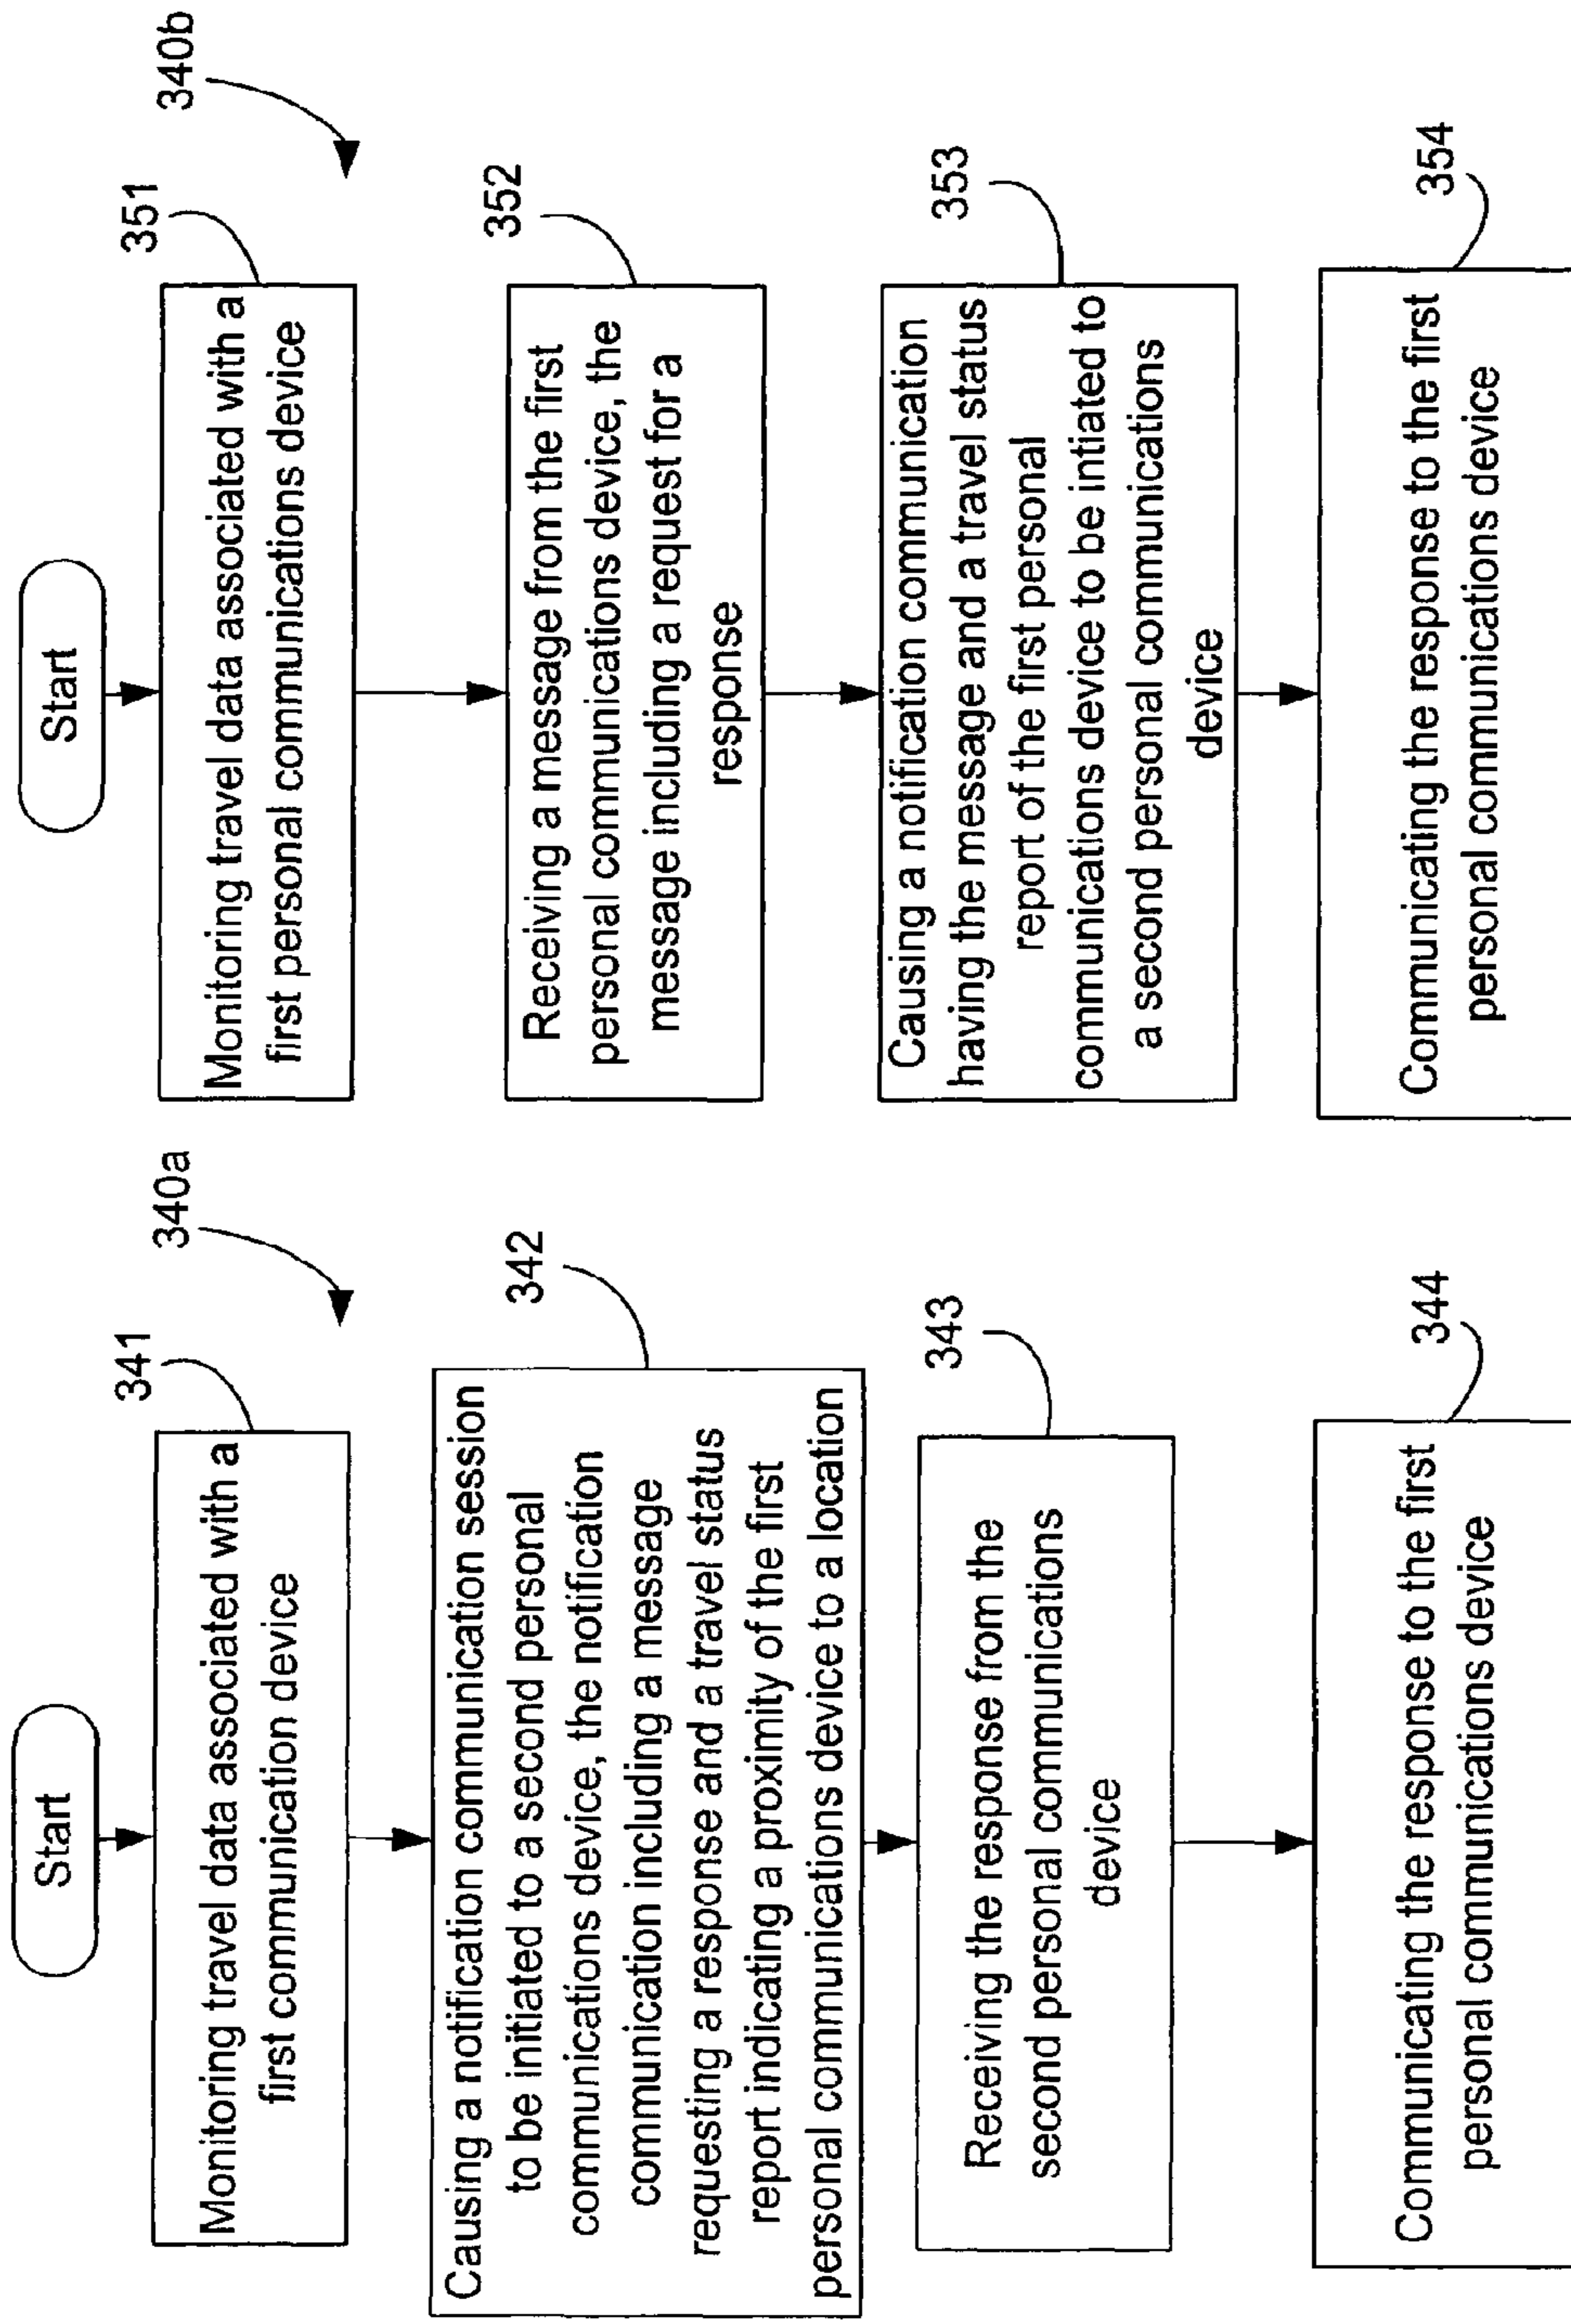 Start
340a
341
Monitoring travel data associated with a
first communication device
342
Causing a notification communication session
to be initiated to a second personal
communications device, the notification
communication including a message
requesting a response and a travel status
report indicating a proximity of the first
personal communications device to a location
343
Receiving the response from the
second personal communications
device
344
Communicating the response to the first
personal communications device
Start
340b
351
Monitoring travel data associated with a
first personal communications device
352
Receiving a message from the first
personal communications device, the
message including a request for a
response
353
Causing a notification communication
having the message and a travel status
report of the first personal
communications device to be intiated to
a second personal communications
device
354
Communicating the response to the first
personal communications device